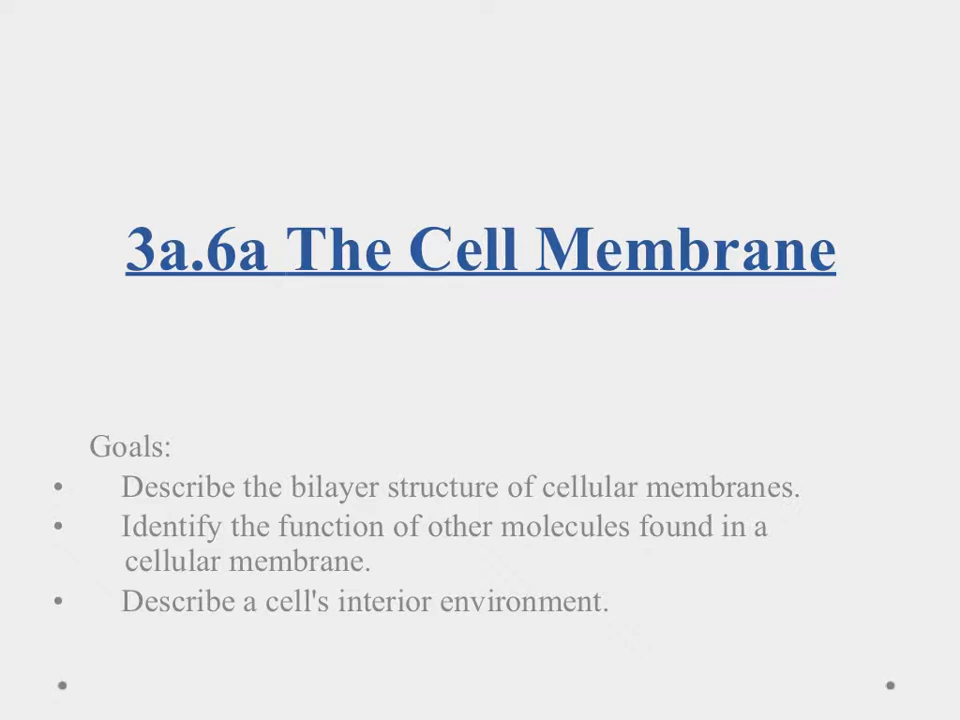 3a.6a The Cell Membrane
Goals:
• Describe the bilayer structure of cellular membranes.
• Identify the function of other molecules found in a
cellular membrane.
• Describe a cell's interior environment.